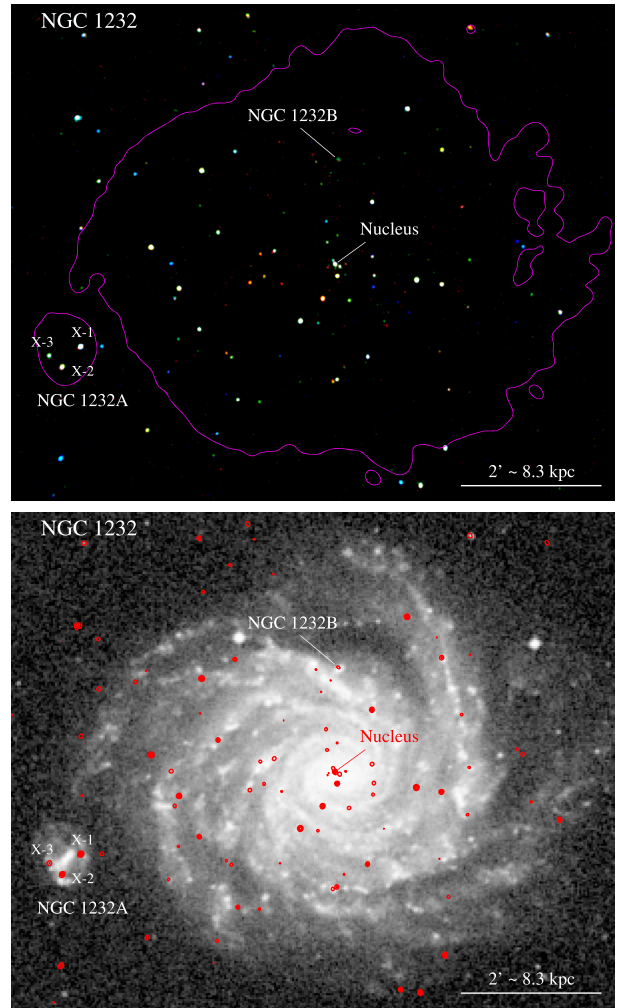 NGC 1232
NGC 1232B
Nucleus
X-1
X-3
X-2
NGC 1232A
2' ~ 8.3 kpc
NGC 1232
NGC 1232B
Nucleus
X-1
X-3
X-2
NGC 1232A
2' ~ 8.3 kpc